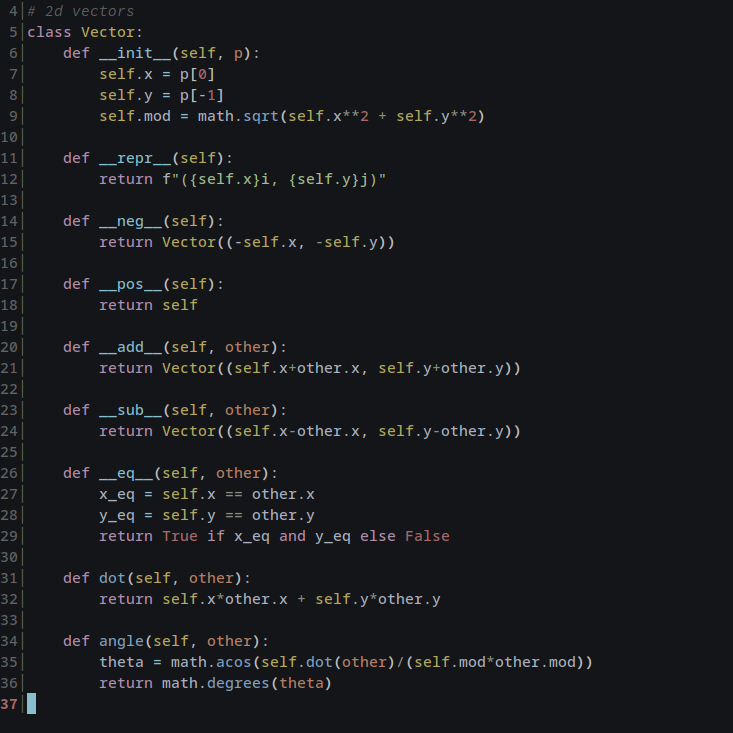 4 # 2d vectors
5 class Vector:
6     def __init__(self, p):
7         self.x = p[0]
8         self.y = p[-1]
9         self.mod = math.sqrt(self.x**2 + self.y**2)
10
11     def __repr__(self):
12         return f"({self.x}i, {self.y}j)"
13
14     def __neg__(self):
15         return Vector((-self.x, -self.y))
16
17     def __pos__(self):
18         return self
19
20     def __add__(self, other):
21         return Vector((self.x+other.x, self.y+other.y))
22
23     def __sub__(self, other):
24         return Vector((self.x-other.x, self.y-other.y))
25
26     def __eq__(self, other):
27         x_eq = self.x == other.x
28         y_eq = self.y == other.y
29         return True if x_eq and y_eq else False
30
31     def dot(self, other):
32         return self.x*other.x + self.y*other.y
33
34     def angle(self, other):
35         theta = math.acos(self.dot(other)/(self.mod*other.mod))
36         return math.degrees(theta)
37